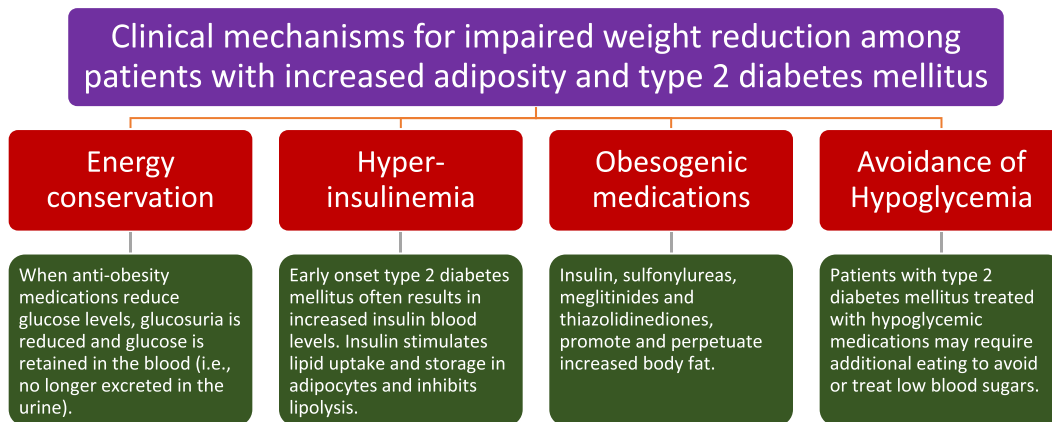 Clinical mechanisms for impaired weight reduction among
patients with increased adiposity and type 2 diabetes mellitus
Energy
conservation
When anti-obesity
medications reduce
glucose levels, glucosuria is
reduced and glucose is
retained in the blood (i.e.,
no longer excreted in the
urine).
Hyper-
insulinemia
Early onset type 2 diabetes
mellitus often results in
increased insulin blood
levels. Insulin stimulates
lipid uptake and storage in
adipocytes and inhibits
lipolysis.
Obesogenic
medications
Insulin, sulfonylureas,
meglitinides and
thiazolidinediones,
promote and perpetuate
increased body fat.
Avoidance of
Hypoglycemia
Patients with type 2
diabetes mellitus treated
with hypoglycemic
medications may require
additional eating to avoid
or treat low blood sugars.